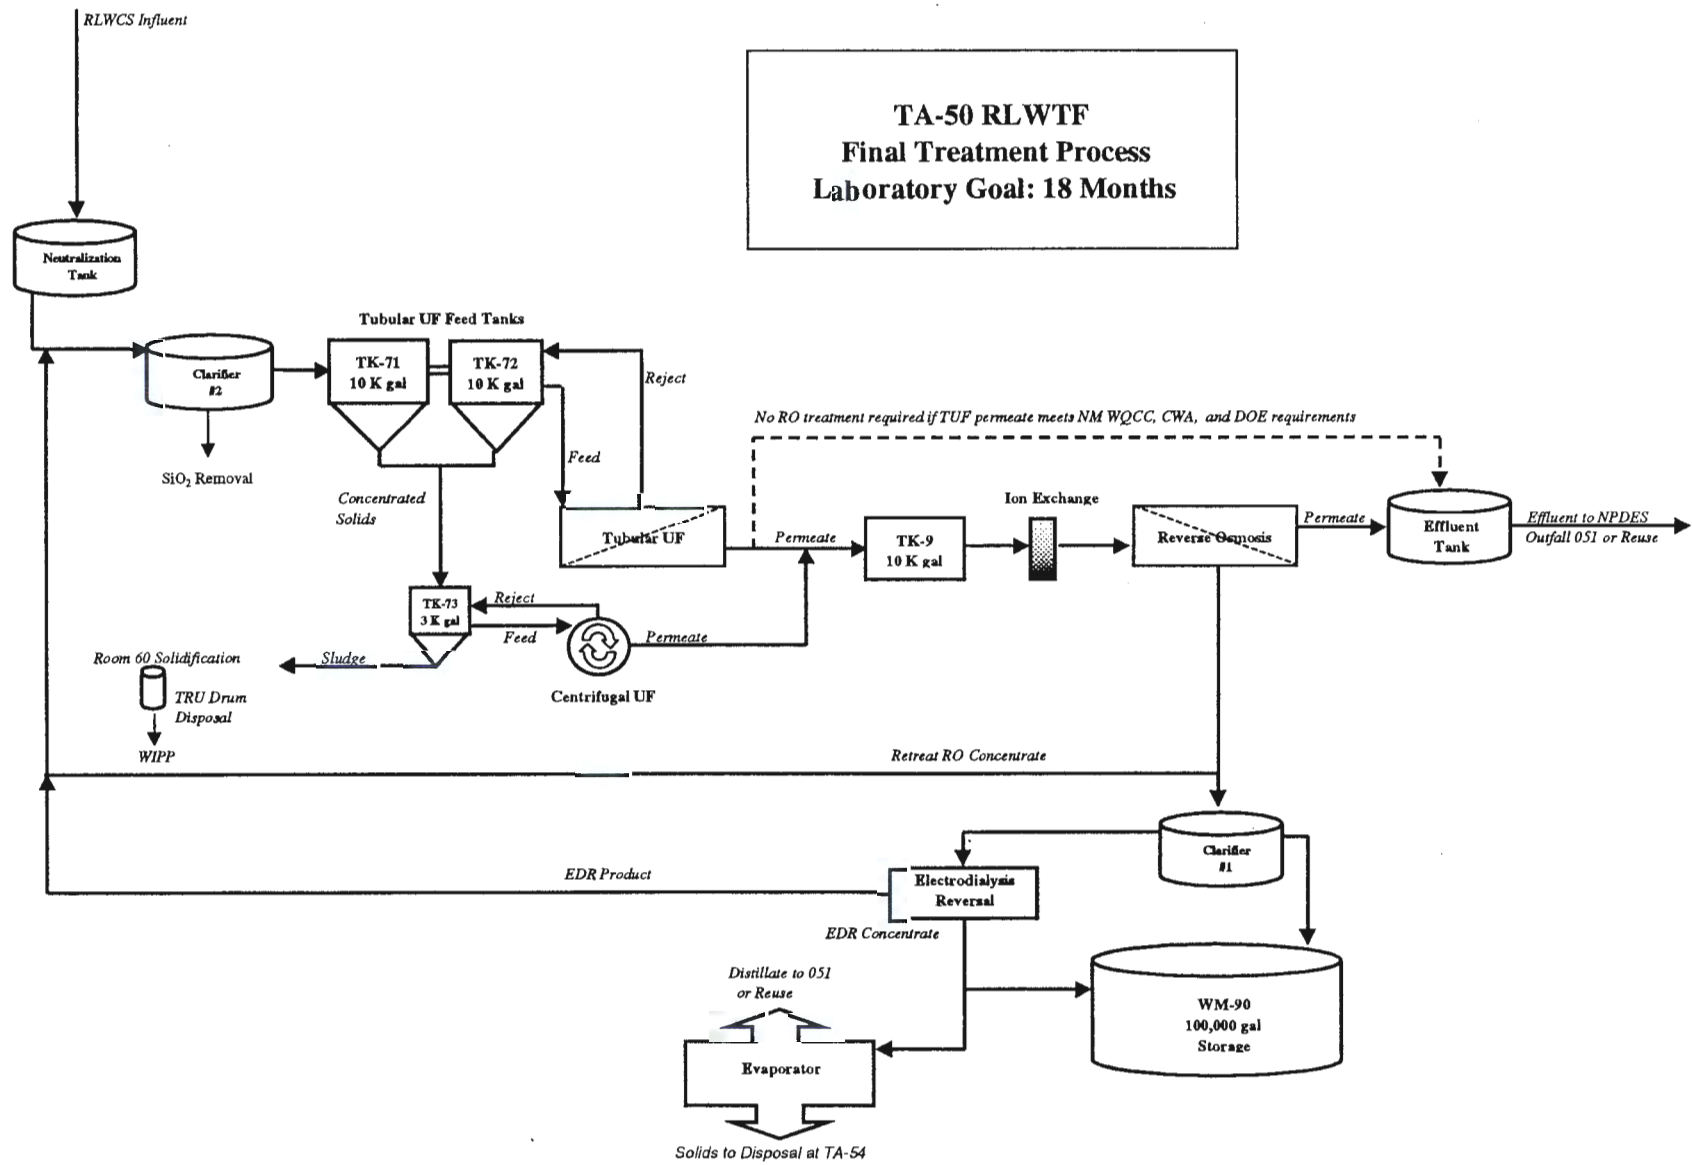 RLWCS Influent
TA-50 RLWTF
Final Treatment Process
Laboratory Goal: 18 Months
Neutralization
Tank
Tubular UF Feed Tanks
TK-71
10 K gal
TK-72
10 K gal
Clarifier
#2
Reject
SiO₂ Removal
No RO treatment required if TUF permeate meets NM WQCC, CWA, and DOE requirements
Feed
Concentrated
Solids
Ion Exchange
Tubular UF
Permeate
TK-9
10 K gal
Reverse Osmosis
Permeate
Effluent
Tank
Effluent to NPDES
Outfall 051 or Reuse
TK-73
3 K gal
Reject
Feed
Permeate
Centrifugal UF
Sludge
Room 60 Solidification
TRU Drum
Disposal
WIPP
Retreat RO Concentrate
Clarifier
#1
EDR Product
Electrodialysis
Reversal
EDR Concentrate
Distillate to 051
or Reuse
WM-90
100,000 gal
Storage
Evaporator
Solids to Disposal at TA-54